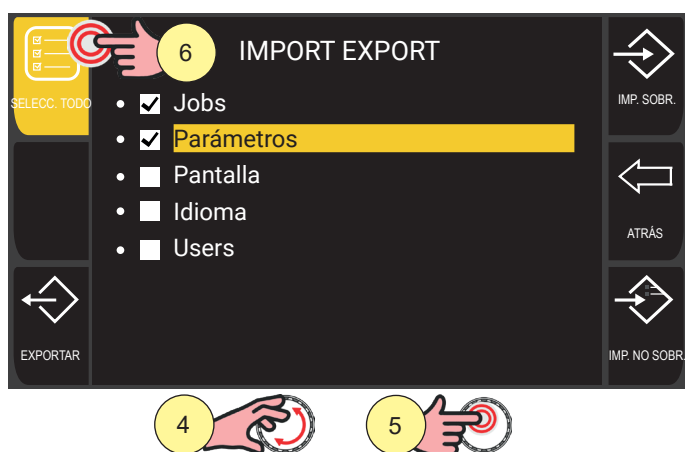 6
IMPORT EXPORT
SELECC. TODO
IMP. SOBR.
Jobs
Parámetros
Pantalla
Idioma
Users
ATRÁS
EXPORTAR
IMP. NO SOBR.
4
5